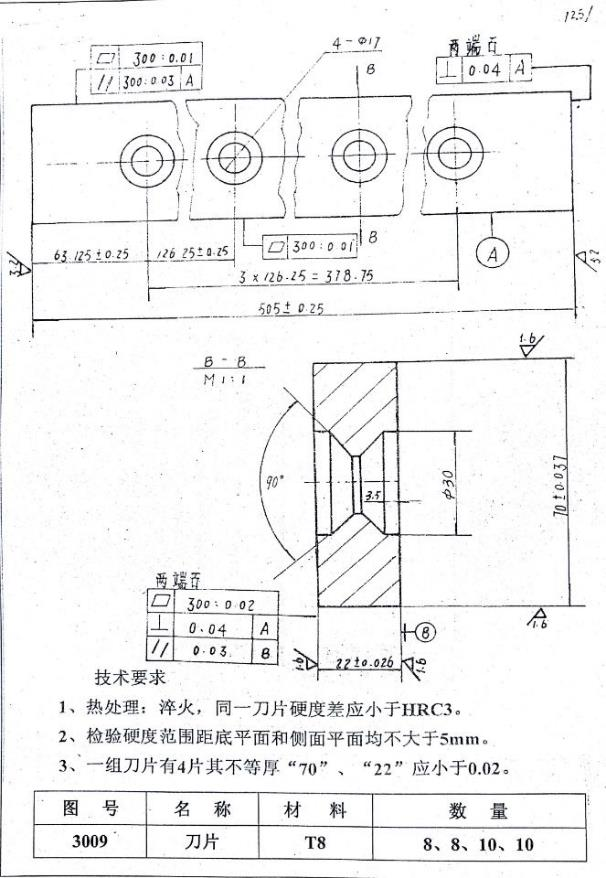 1251
4-Φ17
两端百
300:0.01
// 300:0.03 A
B
⊥ 0.04 A
300:0.01
B
A
3.2
3.2
63.125±0.25
126.25±0.25
3×126.25=378.75
505±0.25
B-B
M1:1
1.6
90°
3.5
Φ30
70±0.037
两端百
300:0.02
⊥ 0.04 A
// 0.03 B
B
1.6
1.6
22±0.026
1.6
技术要求
1、热处理：淬火，同一刀片硬度差应小于HRC3。
2、检验硬度范围距底平面和侧面平面均不大于5mm。
3、一组刀片有4片其不等厚“70”、“22”应小于0.02。
图 号 名 称 材 料 数 量
3009 刀片 T8 8、8、10、10